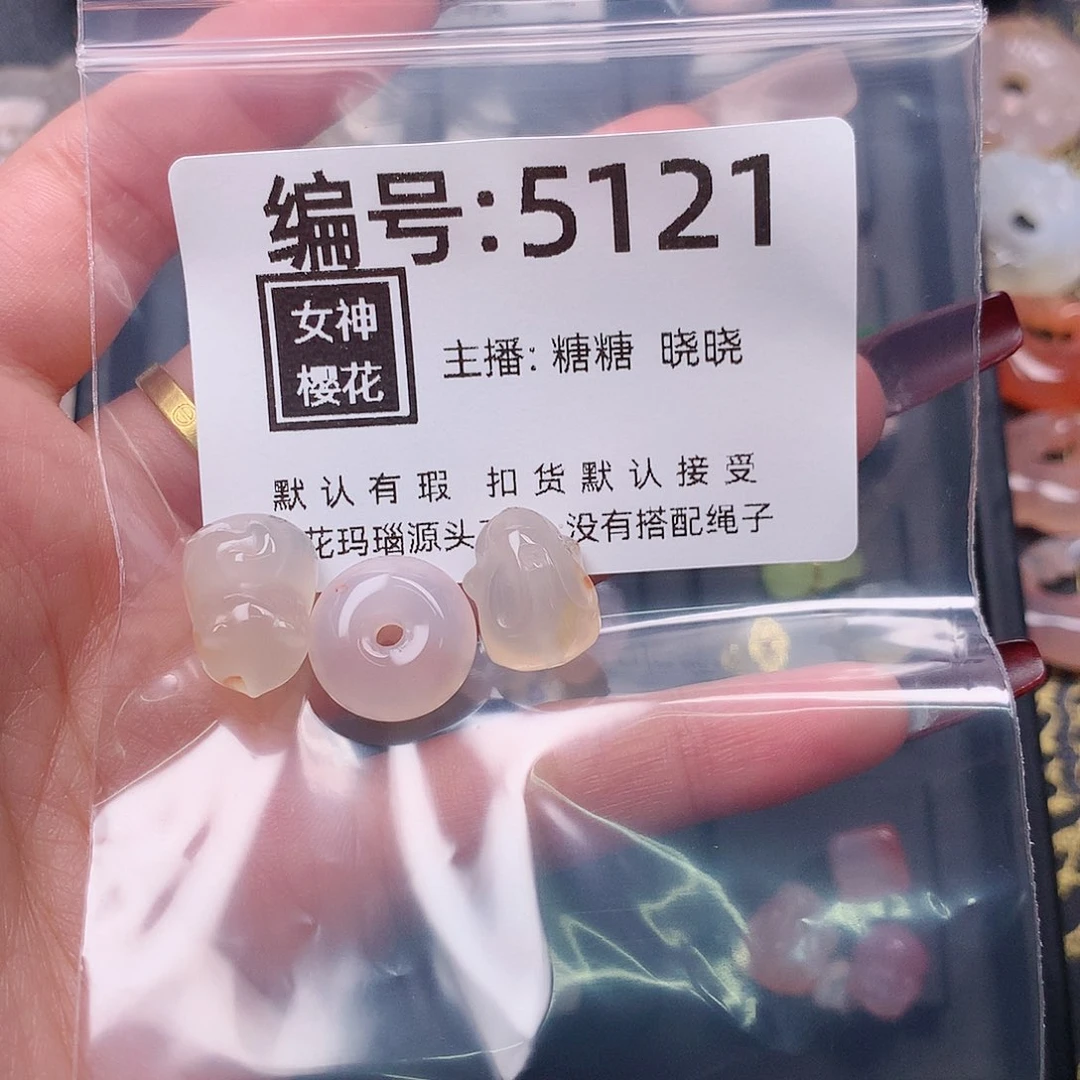 编号:5121
女神
樱花
主播: 糖糖 晓晓
默认有瑕 扣货默认接受
花玛瑙源头 没有搭配绳子